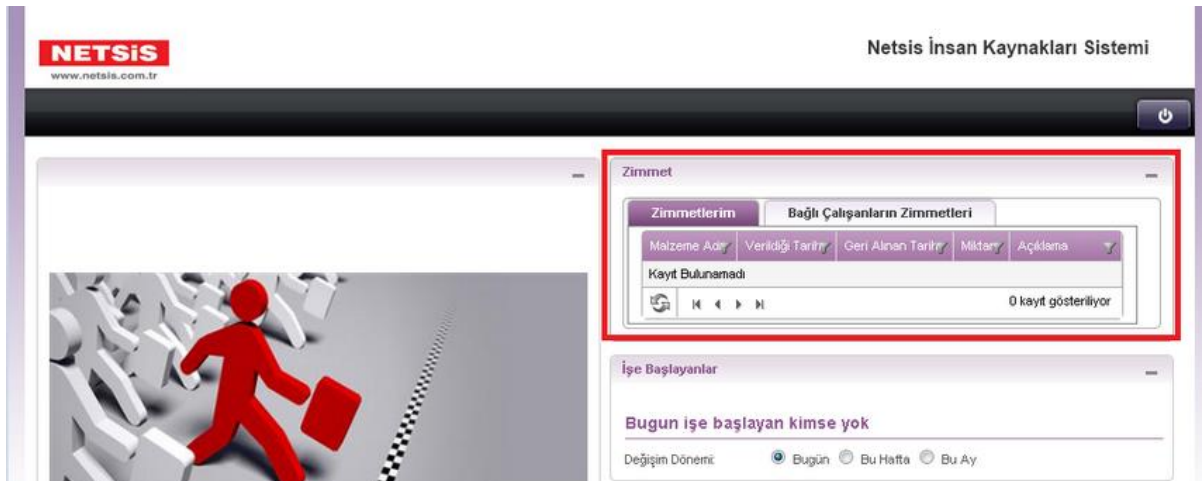 NETSiS
www.netsis.com.tr
Netsis İnsan Kaynakları Sistemi
Zimmet
Zimmetlerim
Bağlı Çalışanların Zimmetleri
Malzeme Adı Verildiği Tarih Geri Alınan Tarih Miktarı Açıklama
Kayıt Bulunamadı
0 kayıt gösteriliyor
İşe Başlayanlar
Bugun işe başlayan kimse yok
Değişim Dönemi: Bugün Bu Hafta Bu Ay